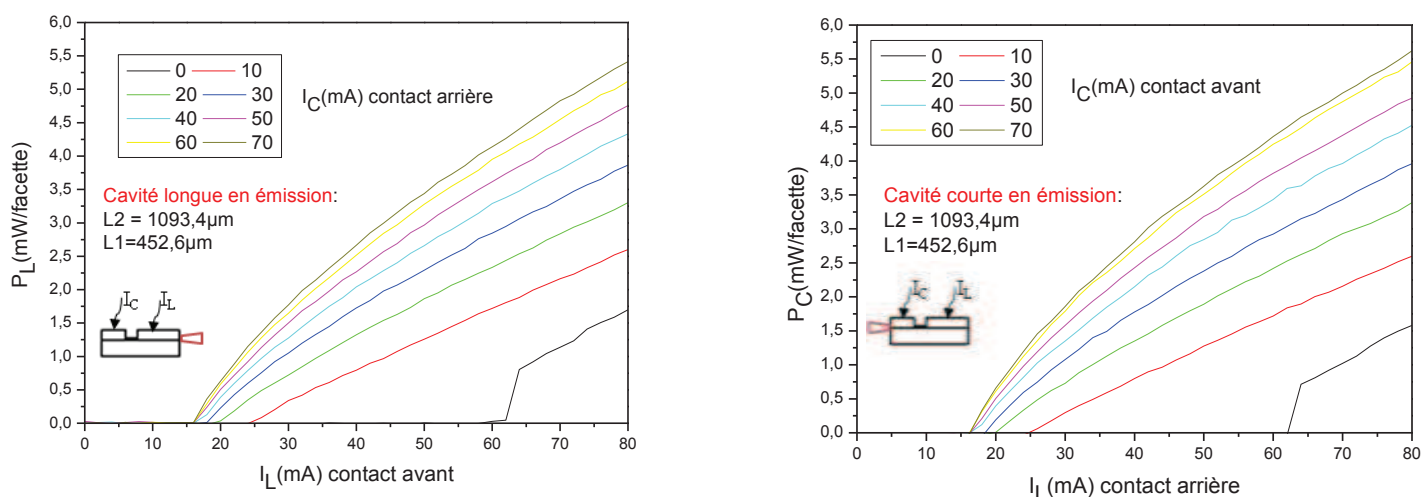 6,0
5,5
5,0
4,5
4,0
3,5
3,0
2,5
2,0
1,5
1,0
0,5
0,0
P_L(mW/facette)
0 10
20 30
40 50
60 70
I_C(mA) contact arrière
Cavité longue en émission:
L2 = 1093,4µm
L1=452,6µm
I_C I_L
0 10 20 30 40 50 60 70 80
I_L(mA) contact avant
6,0
5,5
5,0
4,5
4,0
3,5
3,0
2,5
2,0
1,5
1,0
0,5
0,0
P_C(mW/facette)
0 10
20 30
40 50
60 70
I_C(mA) contact avant
Cavité courte en émission:
L2 = 1093,4µm
L1=452,6µm
I_C I_L
0 10 20 30 40 50 60 70 80
I_L(mA) contact arrière